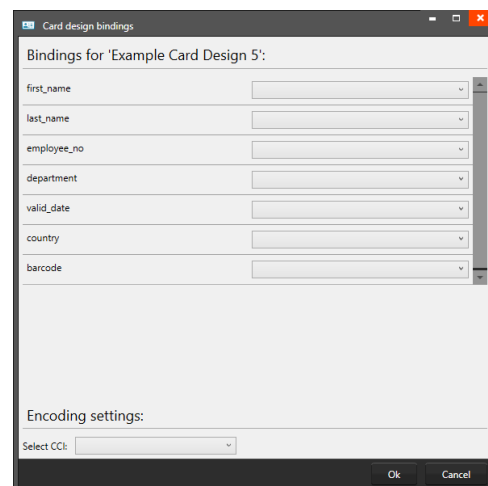 Card design bindings
Bindings for 'Example Card Design 5':
first_name
last_name
employee_no
department
valid_date
country
barcode
Encoding settings:
Select CCI:
Ok Cancel